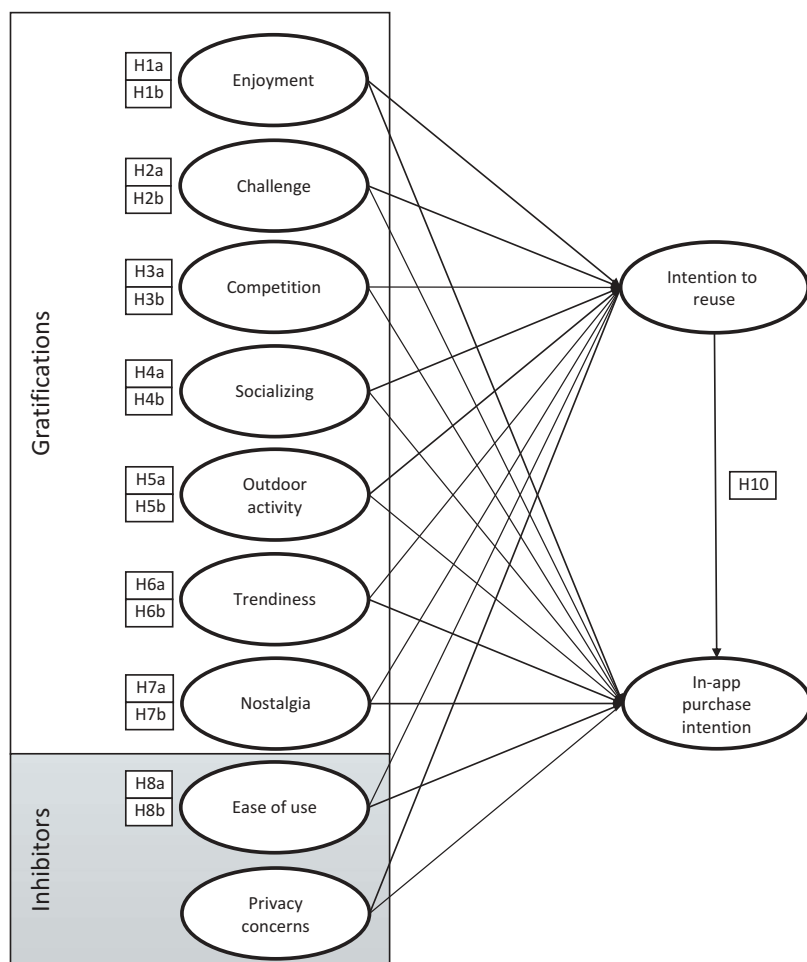 Gratifications
H1a
H1b
Enjoyment
H2a
H2b
Challenge
H3a
H3b
Competition
H4a
H4b
Socializing
H5a
H5b
Outdoor
activity
H6a
H6b
Trendiness
H7a
H7b
Nostalgia
Inhibitors
H8a
H8b
Ease of use
Privacy
concerns
Intention to
reuse
H10
In-app
purchase
intention